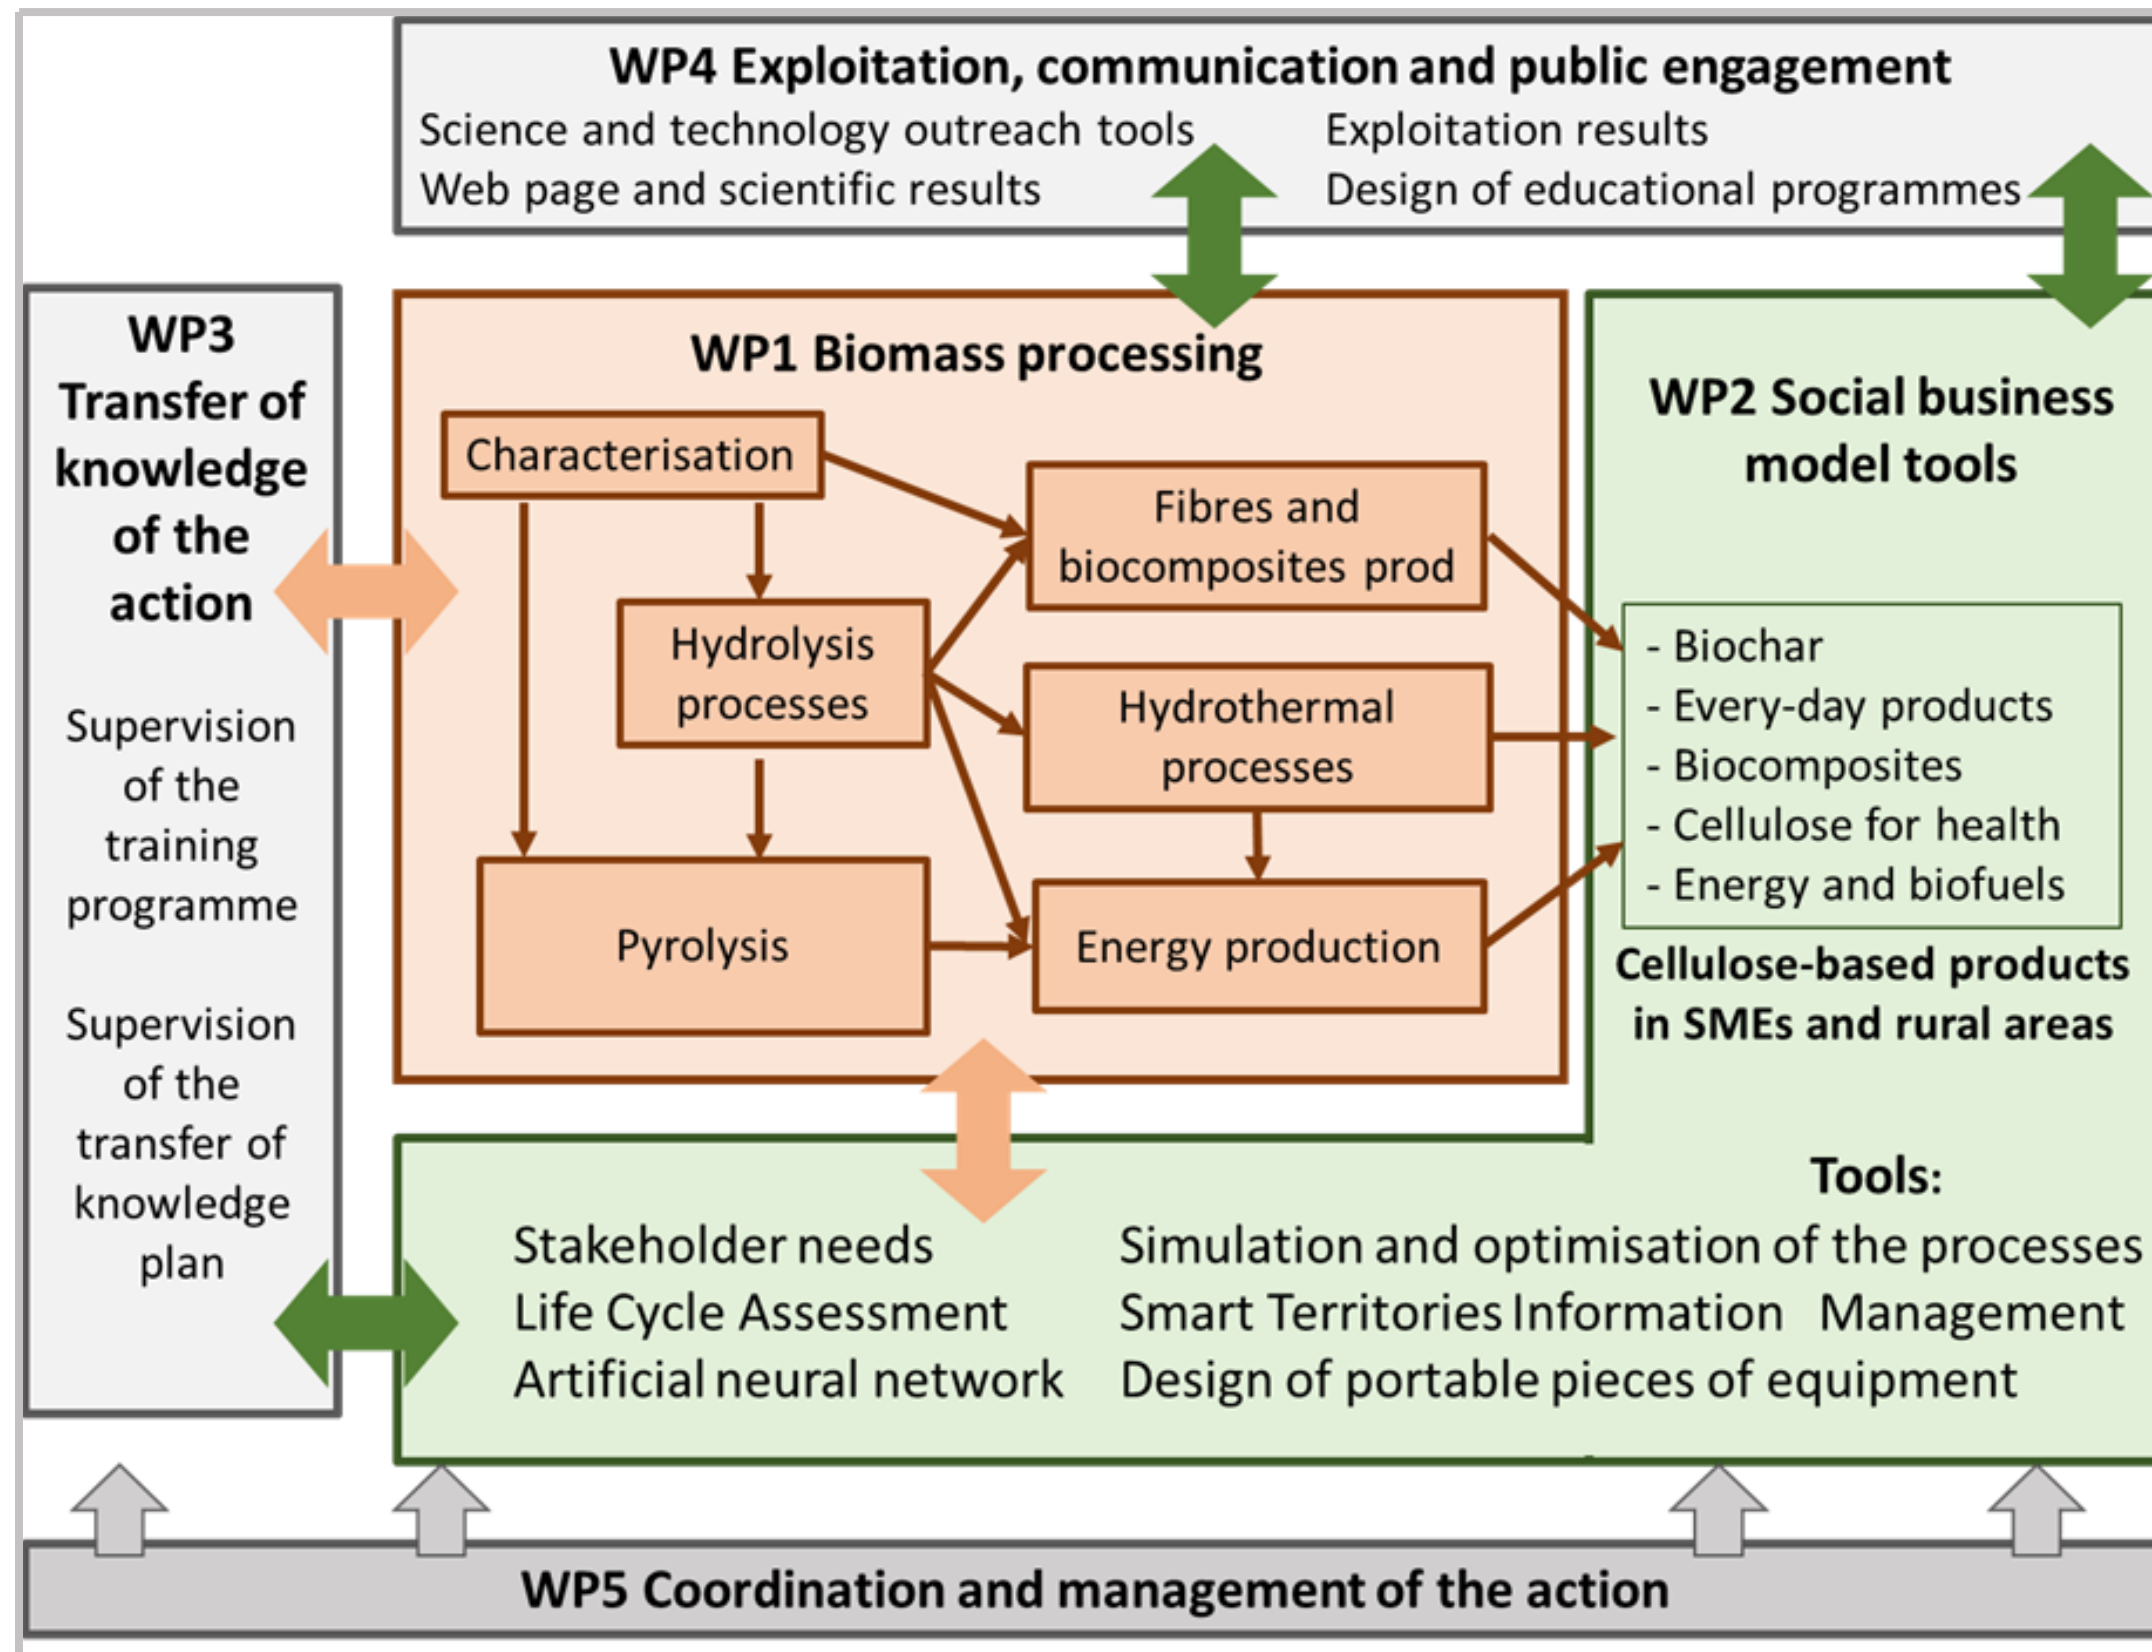 WP4 Exploitation, communication and public engagement
Science and technology outreach tools
Web page and scientific results
Exploitation results
Design of educational programmes
WP3
Transfer of
knowledge
of the
action
Supervision
of the
training
programme
Supervision
of the
transfer of
knowledge
plan
WP1 Biomass processing
Characterisation
Hydrolysis
processes
Pyrolysis
Fibres and
biocomposites prod
Hydrothermal
processes
Energy production
WP2 Social business
model tools
- Biochar
- Every-day products
- Biocomposites
- Cellulose for health
- Energy and biofuels
Cellulose-based products
in SMEs and rural areas
Tools:
Stakeholder needs
Life Cycle Assessment
Artificial neural network
Simulation and optimisation of the processes
Smart Territories Information Management
Design of portable pieces of equipment
WP5 Coordination and management of the action